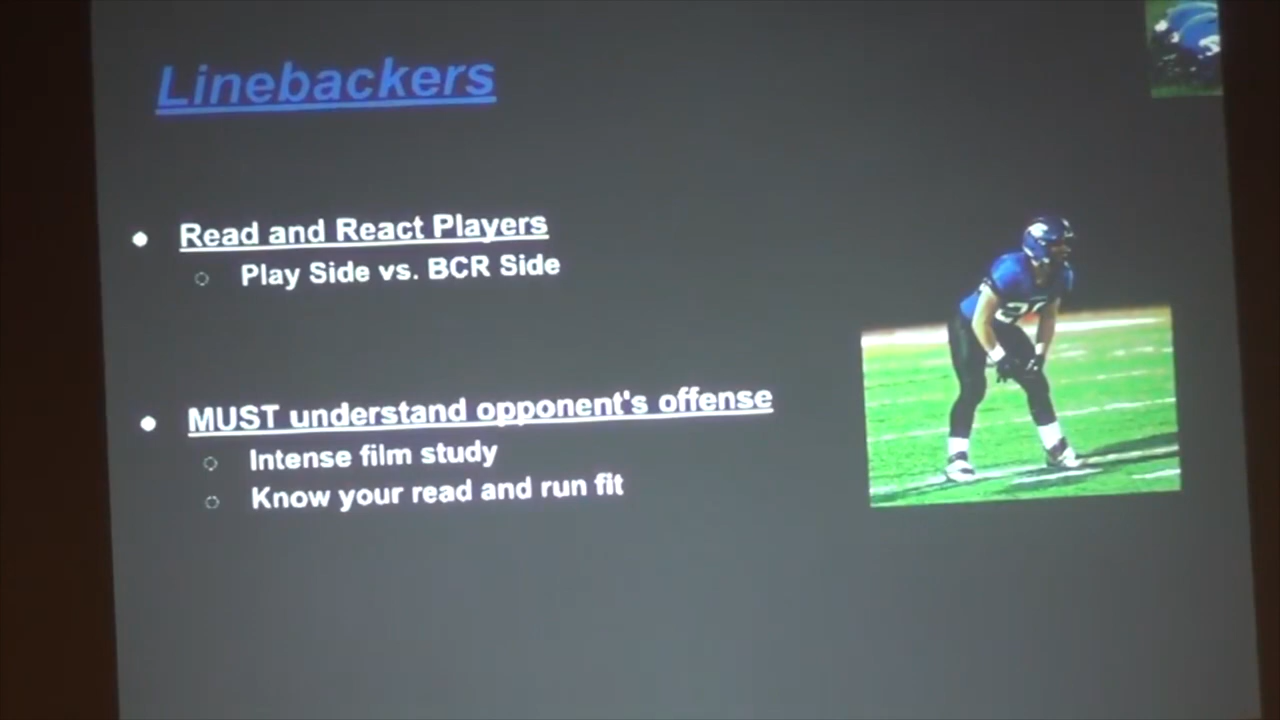 Linebackers
Read and React Players
Play Side vs. BCR Side
MUST understand opponent's offense
Intense film study
Know your read and run fit